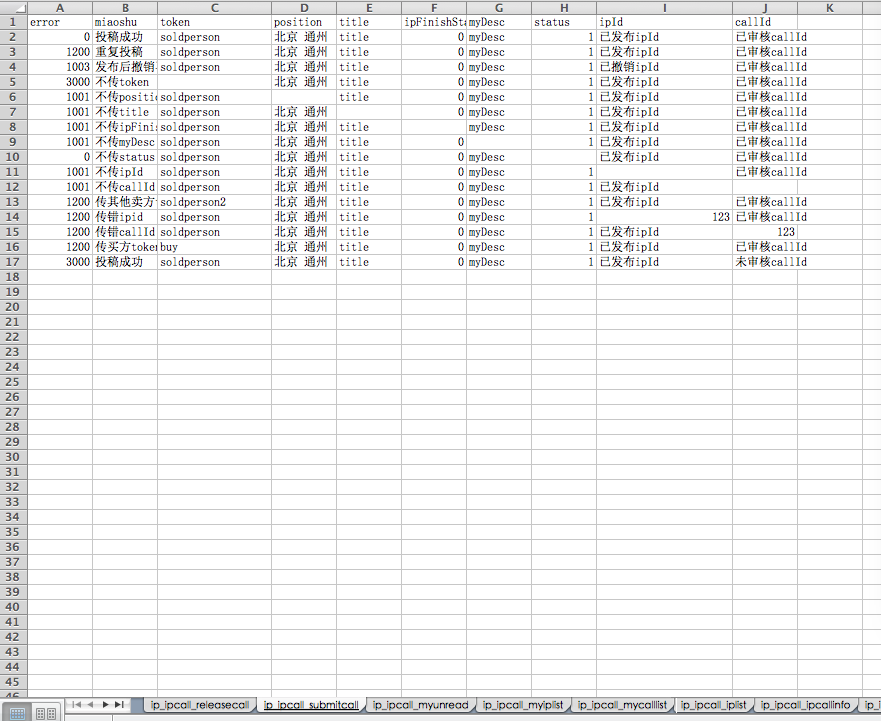 A B C D E F G H I J K
1 error miaoshu token position title ipFinishSta myDesc status ipId callId
2 0 投稿成功 soldperson 北京 通州 title 0 myDesc 1 已发布ipId 已审核callId
3 1200 重复投稿 soldperson 北京 通州 title 0 myDesc 1 已发布ipId 已审核callId
4 1003 发布后撤销 soldperson 北京 通州 title 0 myDesc 1 已撤销ipId 已审核callId
5 3000 不传token 北京 通州 title 0 myDesc 1 已发布ipId 已审核callId
6 1001 不传positio soldperson title 0 myDesc 1 已发布ipId 已审核callId
7 1001 不传title soldperson 北京 通州 0 myDesc 1 已发布ipId 已审核callId
8 1001 不传ipFinis soldperson 北京 通州 title myDesc 1 已发布ipId 已审核callId
9 1001 不传myDesc soldperson 北京 通州 title 0 1 已发布ipId 已审核callId
10 0 不传status soldperson 北京 通州 title 0 myDesc 已发布ipId 已审核callId
11 1001 不传ipId soldperson 北京 通州 title 0 myDesc 1 已审核callId
12 1001 不传callId soldperson 北京 通州 title 0 myDesc 1 已发布ipId
13 1200 传其他卖方 soldperson2 北京 通州 title 0 myDesc 1 已发布ipId 已审核callId
14 1200 传错ipid soldperson 北京 通州 title 0 myDesc 1 123 已审核callId
15 1200 传错callId soldperson 北京 通州 title 0 myDesc 1 已发布ipId 123
16 1200 传买方token buy 北京 通州 title 0 myDesc 1 已发布ipId 已审核callId
17 3000 投稿成功 soldperson 北京 通州 title 0 myDesc 1 已发布ipId 未审核callId
18
19
20
21
22
23
24
25
26
27
28
29
30
31
32
33
34
35
36
37
38
39
40
41
42
43
44
45
46
ip_ipcall_releasecall ip_ipcall_submitcall ip_ipcall_myunread ip_ipcall_myiplist ip_ipcall_mycalllist ip_ipcall_iplist ip_ipcall_ipcallinfo ip_i